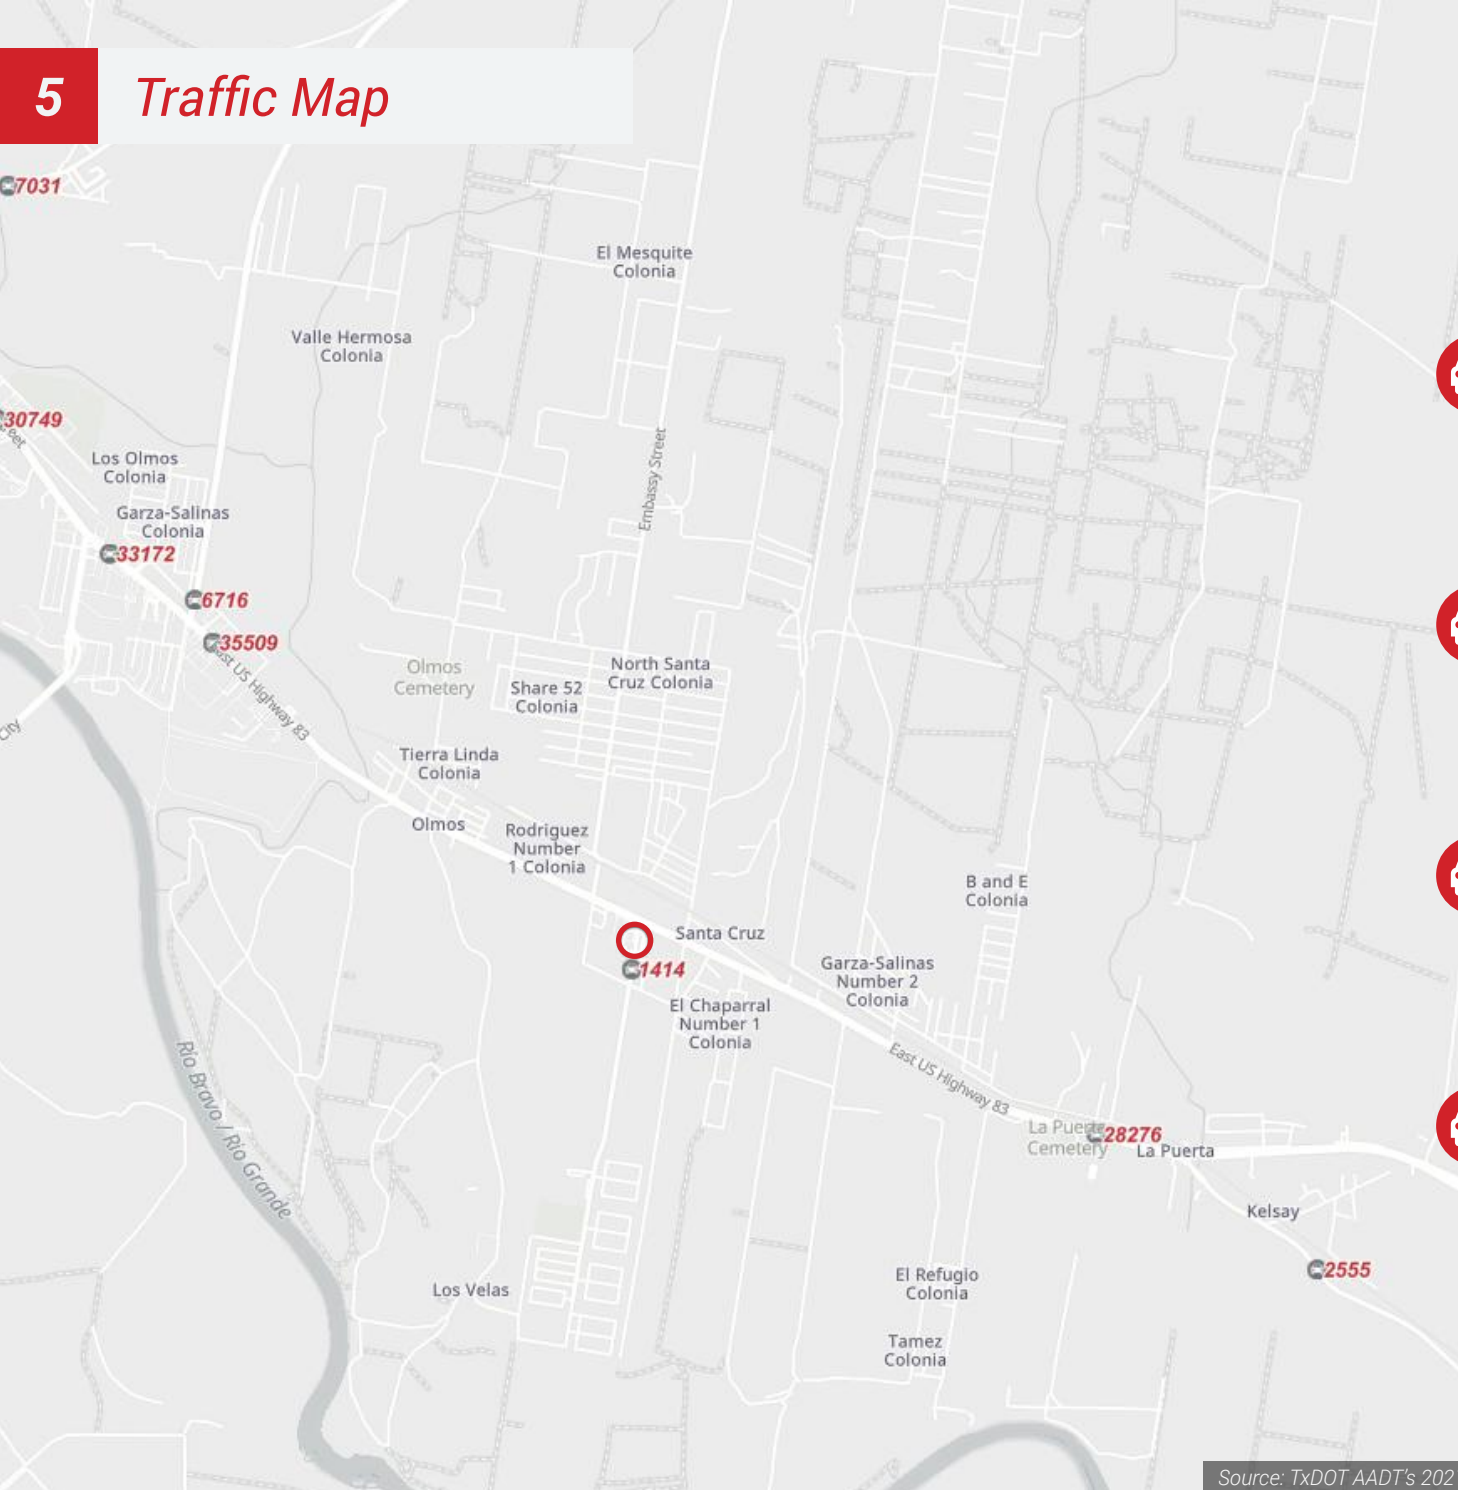 5
Traffic Map
7031
El Mesquite
Colonia
Valle Hermosa
Colonia
30749
eet
Embassy Street
Los Olmos
Colonia
Garza-Salinas
Colonia
33172
6716
35509
East US Highway 83
City
Olmos
Cemetery
Share 52
Colonia
North Santa
Cruz Colonia
Tierra Linda
Colonia
Olmos
Rodriguez
Number
1 Colonia
B and E
Colonia
Santa Cruz
1414
Garza-Salinas
Number 2
Colonia
El Chaparral
Number 1
Colonia
East US Highway 83
Río Bravo / Rio Grande
La Puerta
Cemetery
28276
La Puerta
Kelsay
2555
Los Velas
El Refugio
Colonia
Tamez
Colonia
Source: TxDOT AADT's 202